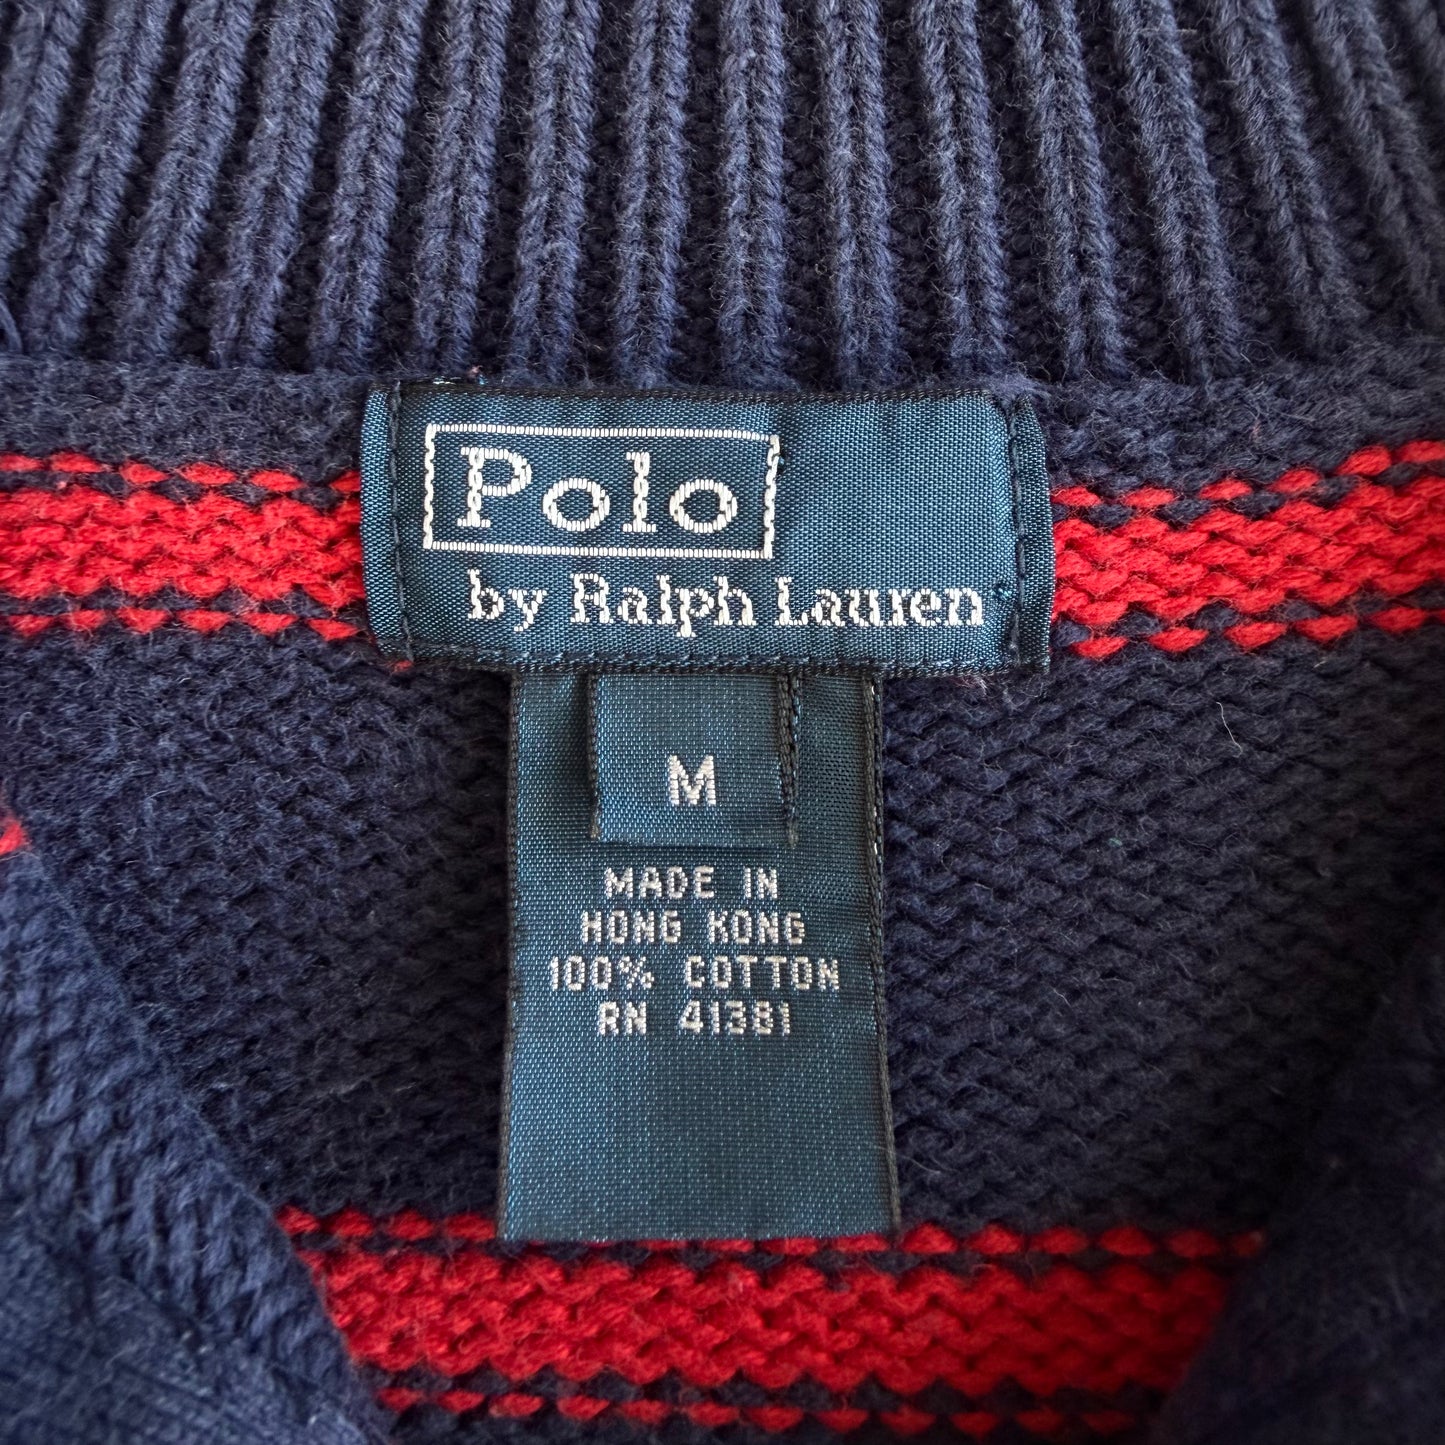 Polo
by Ralph Lauren
M
MADE IN
HONG KONG
100% COTTON
RN 41381